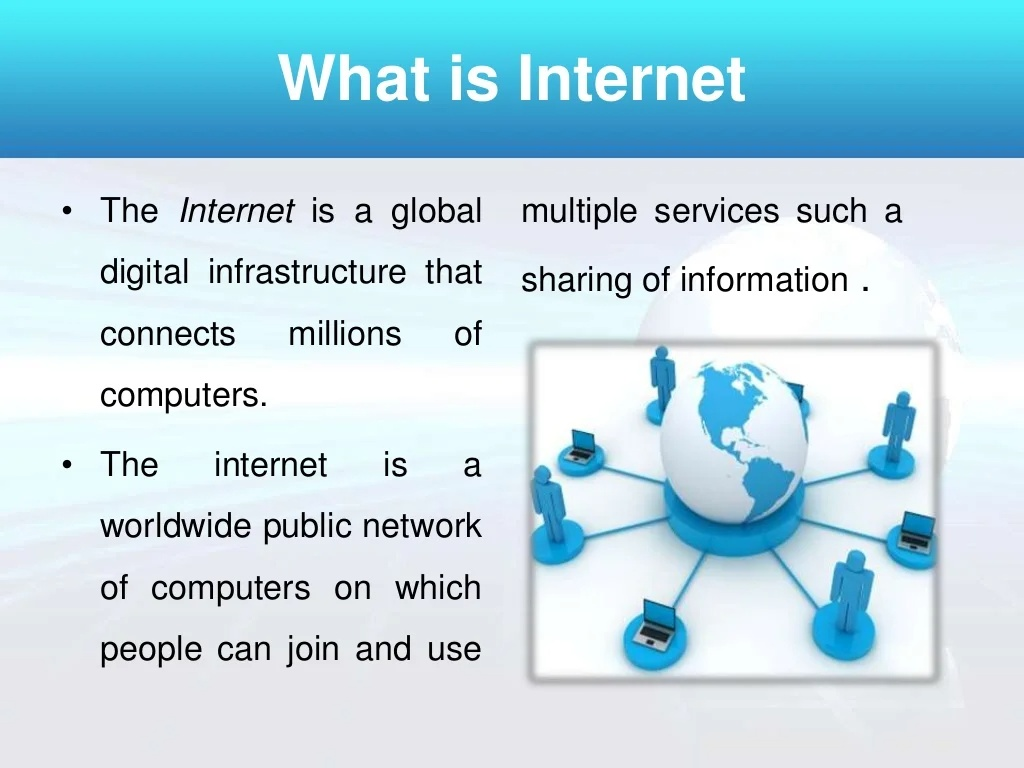 What is Internet
• The Internet is a global
digital infrastructure that
connects millions of
computers.
• The internet is a
worldwide public network
of computers on which
people can join and use
multiple services such a
sharing of information .